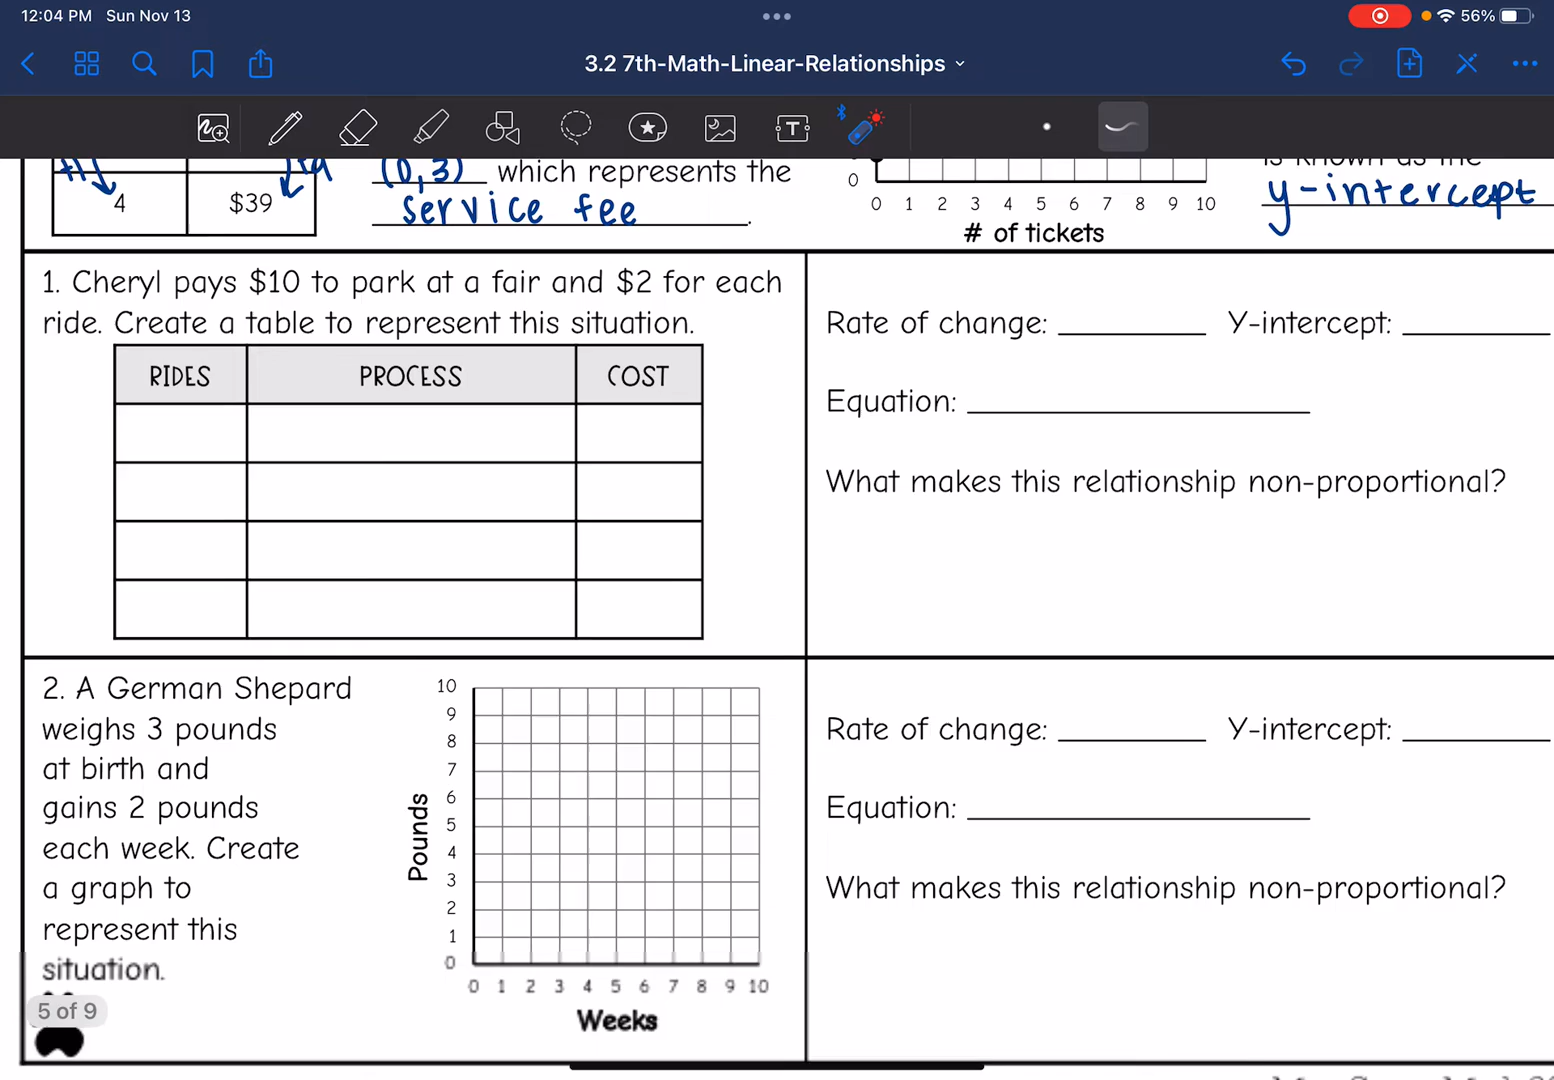 12:04 PM Sun Nov 13
56%
3.2 7th-Math-Linear-Relationships
T
(0,3) which represents the
service fee.
4 $39
0
0 1 2 3 4 5 6 7 8 9 10
# of tickets
is known as the
y-intercept
1. Cheryl pays $10 to park at a fair and $2 for each
ride. Create a table to represent this situation.
RIDES PROCESS COST
Rate of change: Y-intercept:
Equation:
What makes this relationship non-proportional?
2. A German Shepard
weighs 3 pounds
at birth and
gains 2 pounds
each week. Create
a graph to
represent this
situation.
Pounds
10
9
8
7
6
5
4
3
2
1
0
0 1 2 3 4 5 6 7 8 9 10
Weeks
Rate of change: Y-intercept:
Equation:
What makes this relationship non-proportional?
5 of 9